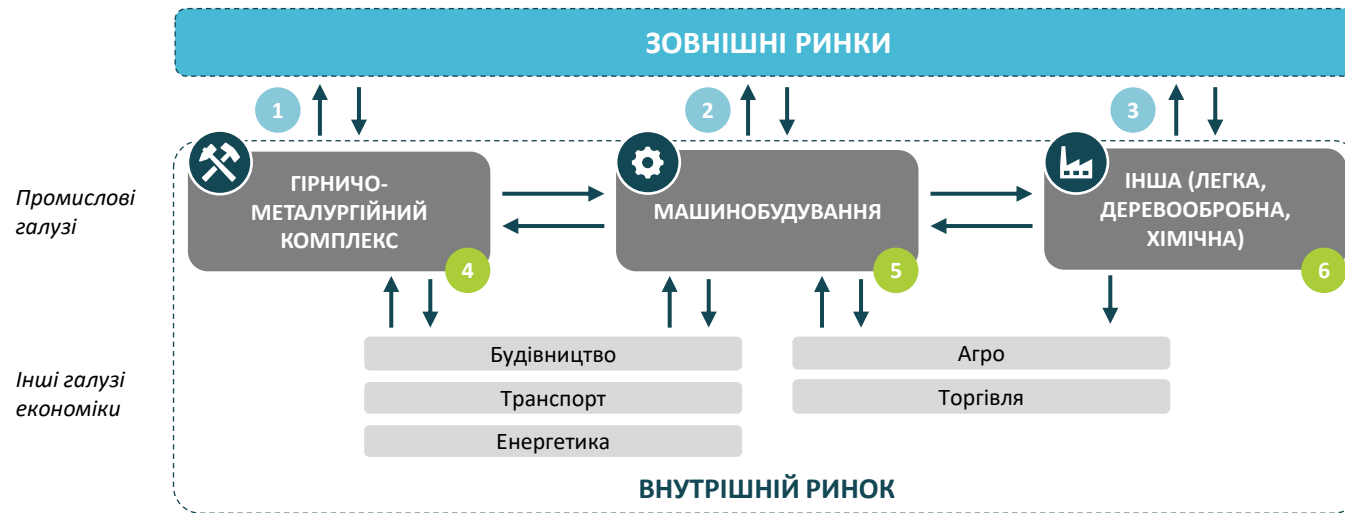 ЗОВНІШНІ РИНКИ
1
2
3
Промислові
галузі
ГІРНИЧО-
МЕТАЛУРГІЙНИЙ
КОМПЛЕКС
4
МАШИНОБУДУВАННЯ
5
ІНША (ЛЕГКА,
ДЕРЕВООБРОБНА,
ХІМІЧНА)
6
Інші галузі
економіки
Будівництво
Транспорт
Енергетика
Агро
Торгівля
ВНУТРІШНІЙ РИНОК